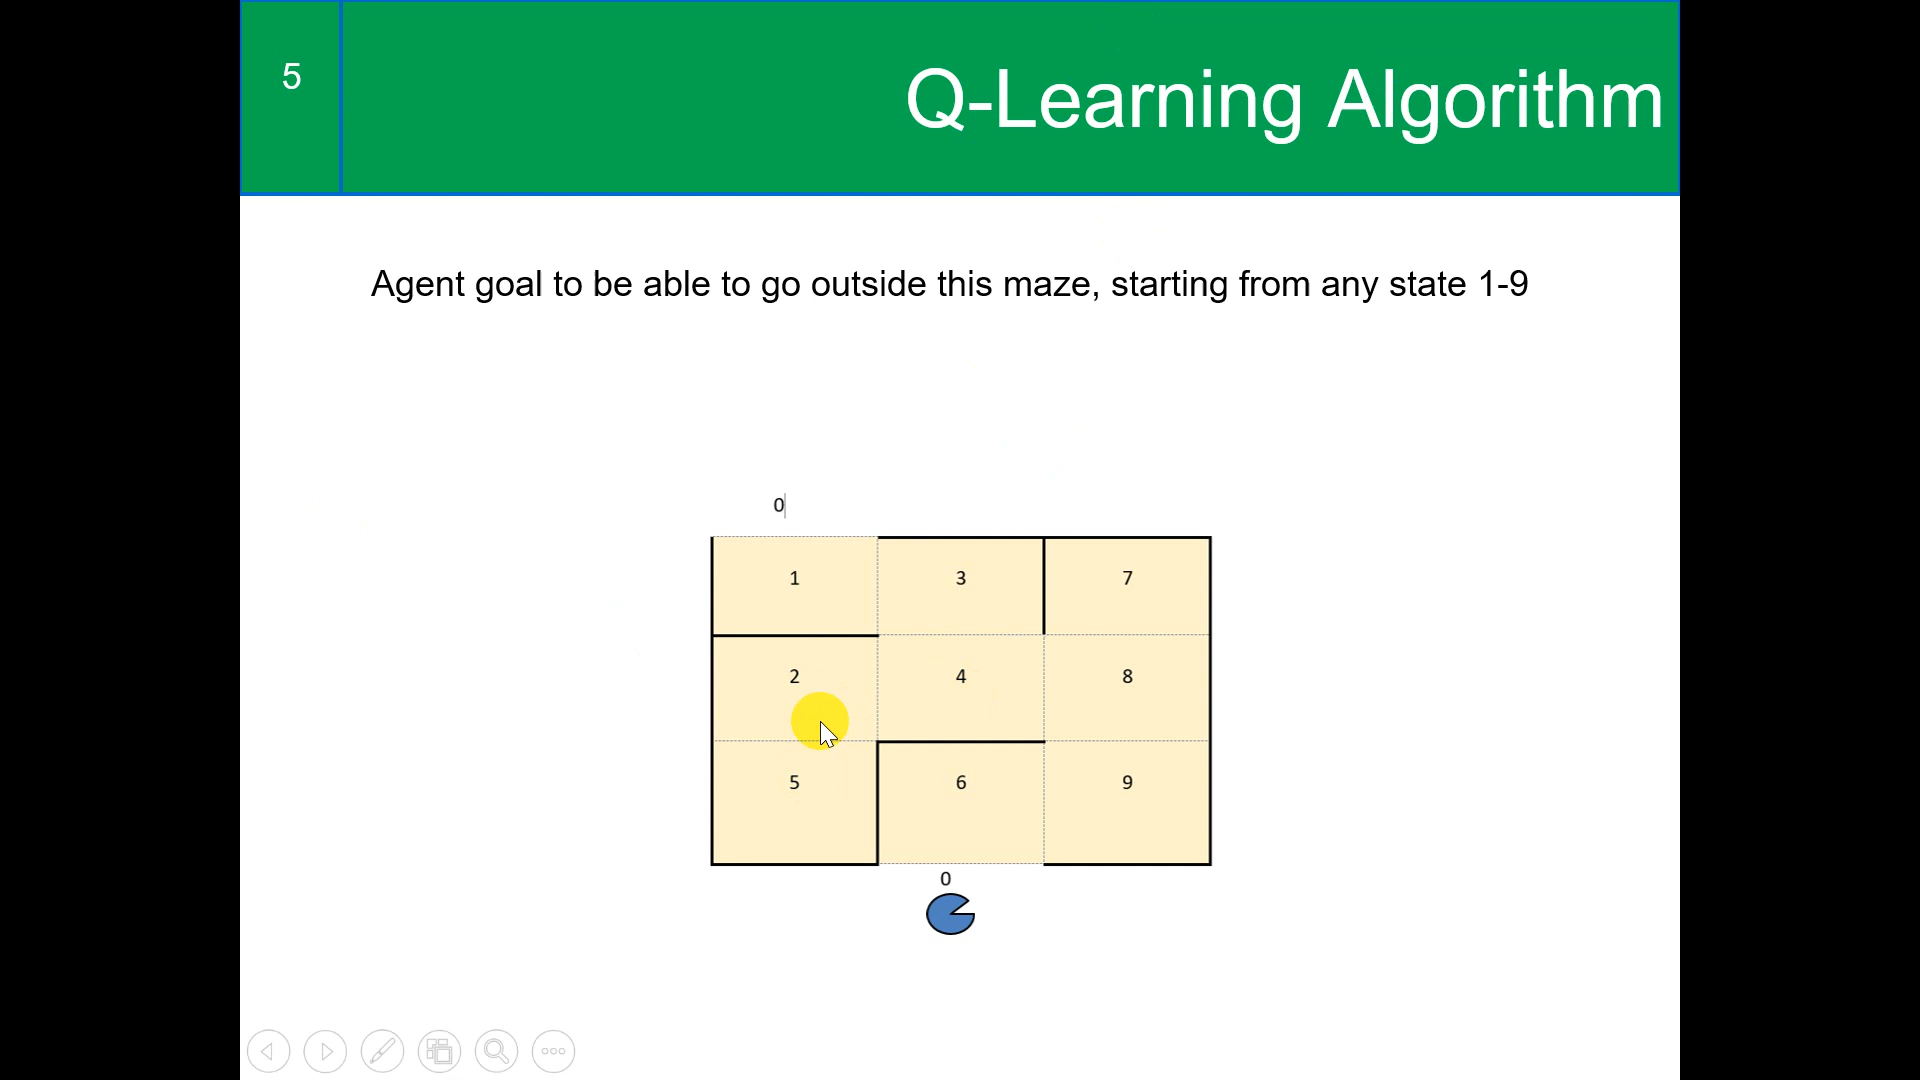 5
Q-Learning Algorithm
Agent goal to be able to go outside this maze, starting from any state 1-9
0
1 3 7
2 4 8
5 6 9
0